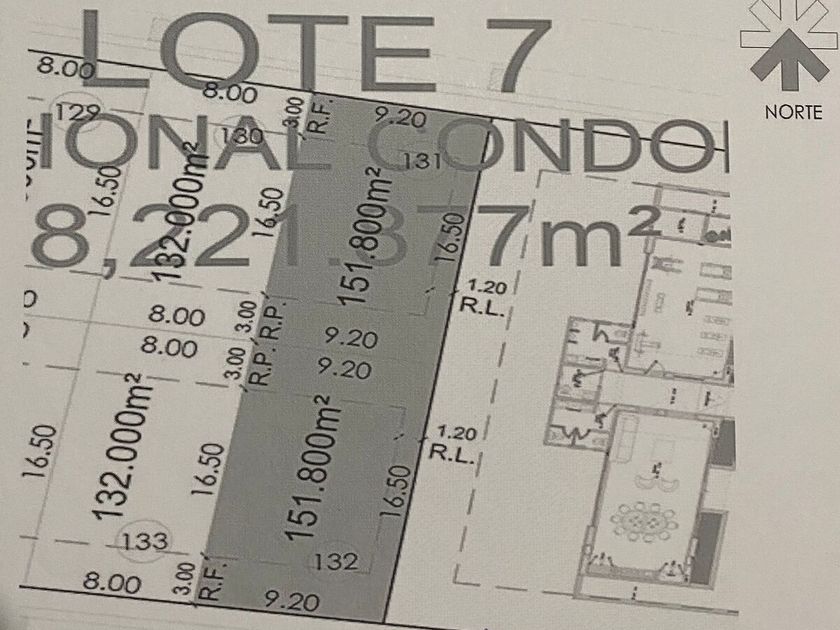 LOTE 7
NORTE
8.00
8.00
9.20
3.00
R.F.
129
130
131
IONAL CONDO
16.50
132.000m²
16.50
151.800m²
16.50
8,221.377m²
1.20
R.L.
8.00
3.00
R.P.
9.20
8.00
3.00
R.P.
9.20
1.20
R.L.
16.50
132.000m²
16.50
151.800m²
16.50
133
132
8.00
3.00
R.F.
9.20